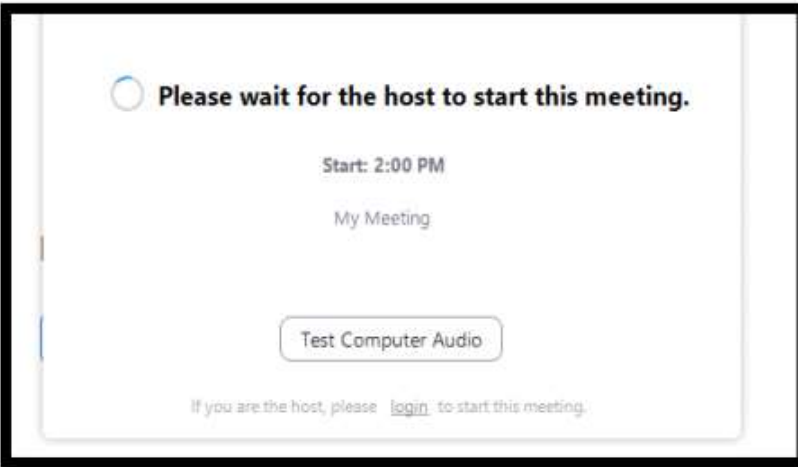 Please wait for the host to start this meeting.
Start: 2:00 PM
My Meeting
Test Computer Audio
If you are the host, please login to start this meeting.